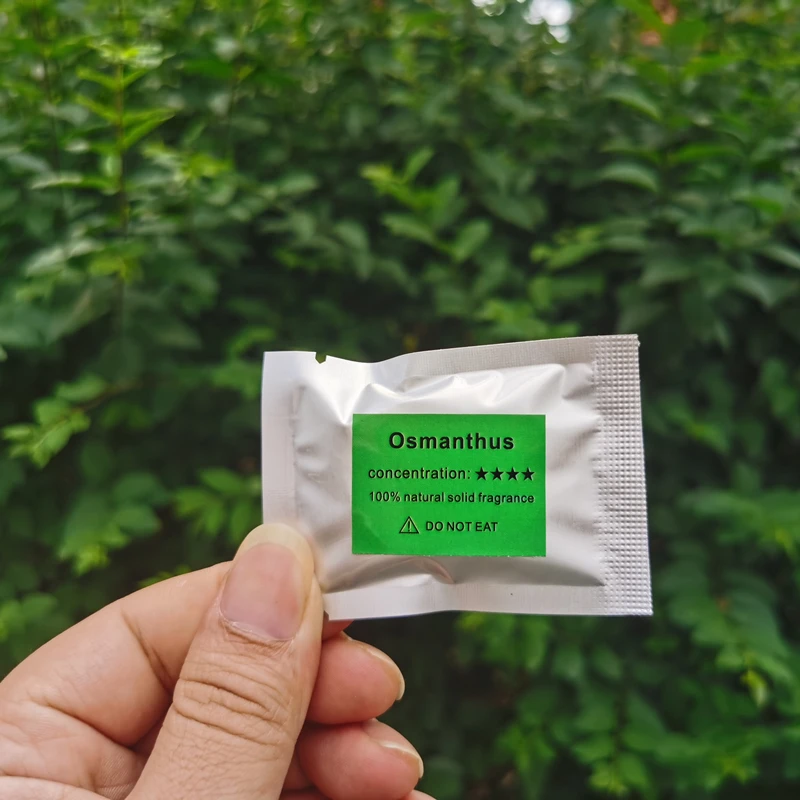 Osmanthus
concentration: ★★★★
100% natural solid fragrance
⚠ DO NOT EAT